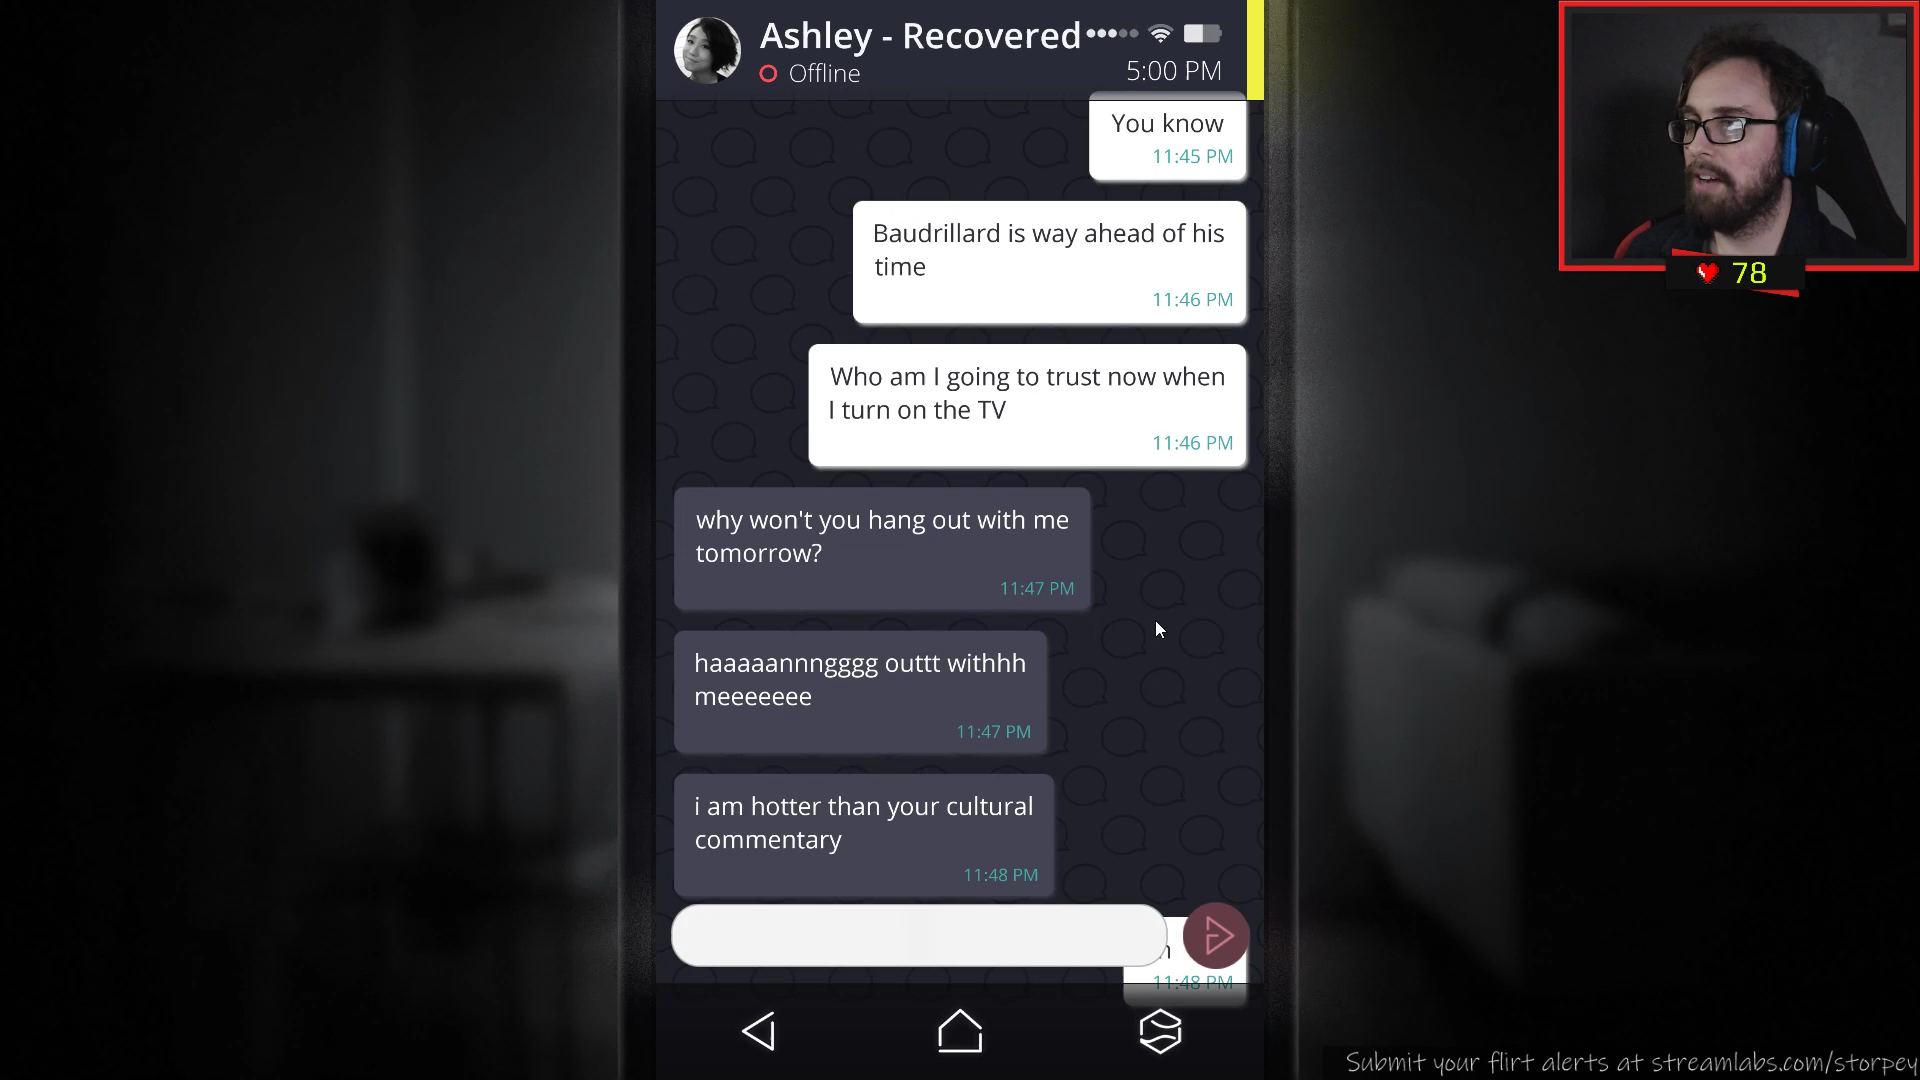 Ashley - Recovered
Offline
5:00 PM
You know
11:45 PM
Baudrillard is way ahead of his
time
11:46 PM
Who am I going to trust now when
I turn on the TV
11:46 PM
why won't you hang out with me
tomorrow?
11:47 PM
haaaaannngggg outtt withhh
meeeeeee
11:47 PM
i am hotter than your cultural
commentary
11:48 PM
11:48 PM
78
Submit your flirt alerts at streamlabs.com/storpey